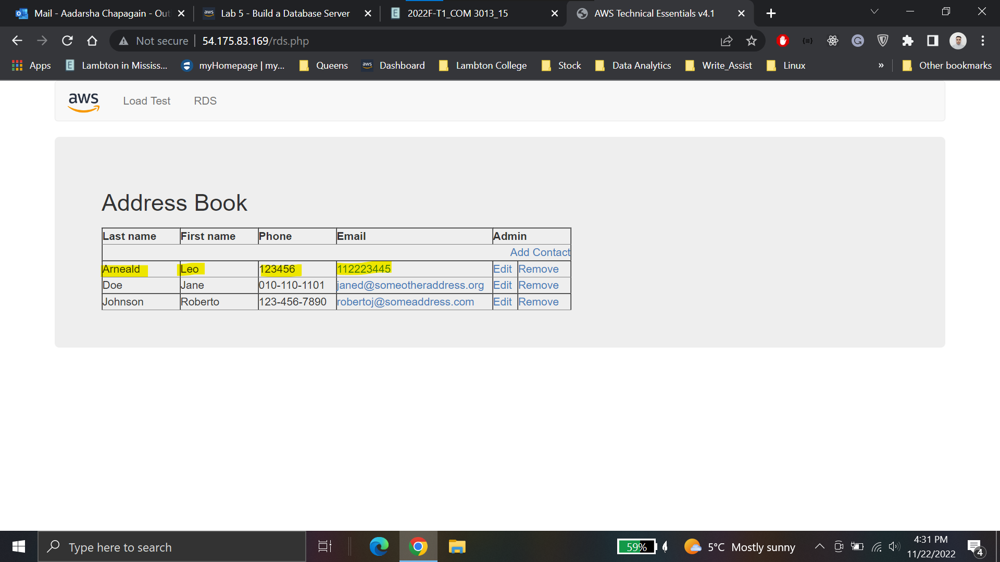 Mail - Aadarsha Chapagain - Out
aws Lab 5 - Build a Database Server
E 2022F-T1_COM 3013_15
AWS Technical Essentials v4.1
Not secure 54.175.83.169/rds.php
Apps E Lambton in Mississ... myHomepage | my... Queens aws Dashboard Lambton College Stock Data Analytics Write_Assist Linux » Other bookmarks
aws Load Test RDS
Address Book
Last name First name Phone Email Admin
Add Contact
Arneald Leo 123456 112223445 Edit Remove
Doe Jane 010-110-1101 janed@someotheraddress.org Edit Remove
Johnson Roberto 123-456-7890 robertoj@someaddress.com Edit Remove
Type here to search
59% 5°C Mostly sunny
4:31 PM
11/22/2022
4